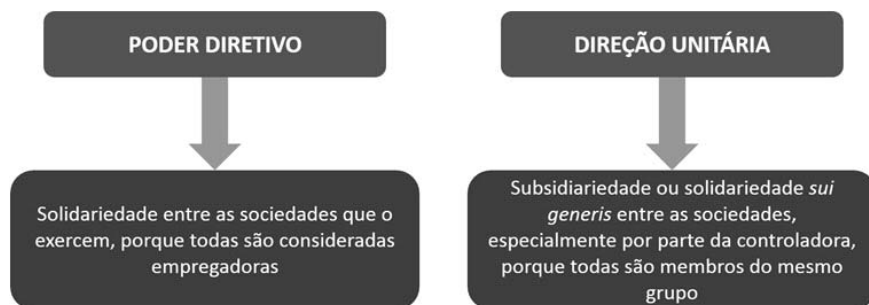 PODER DIRETIVO
Solidariedade entre as sociedades que o
exercem, porque todas são consideradas
empregadoras
DIREÇÃO UNITÁRIA
Subsidiariedade ou solidariedade sui
generis entre as sociedades,
especialmente por parte da controladora,
porque todas são membros do mesmo
grupo